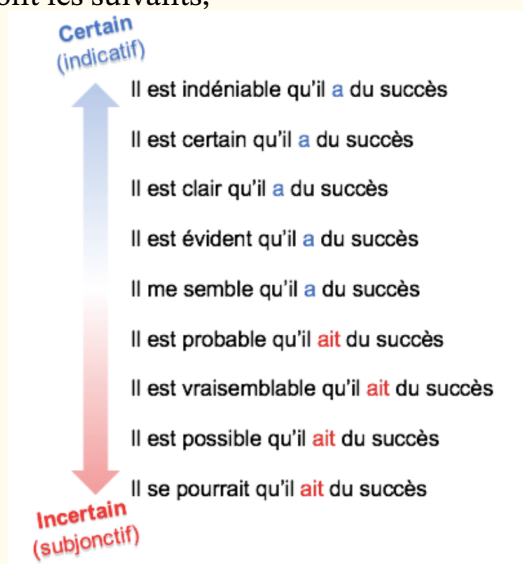 ont les suivants,
Certain
(indicatif)
Il est indéniable qu'il a du succès
Il est certain qu'il a du succès
Il est clair qu'il a du succès
Il est évident qu'il a du succès
Il me semble qu'il a du succès
Il est probable qu'il ait du succès
Il est vraisemblable qu'il ait du succès
Il est possible qu'il ait du succès
Il se pourrait qu'il ait du succès
Incertain
(subjonctif)